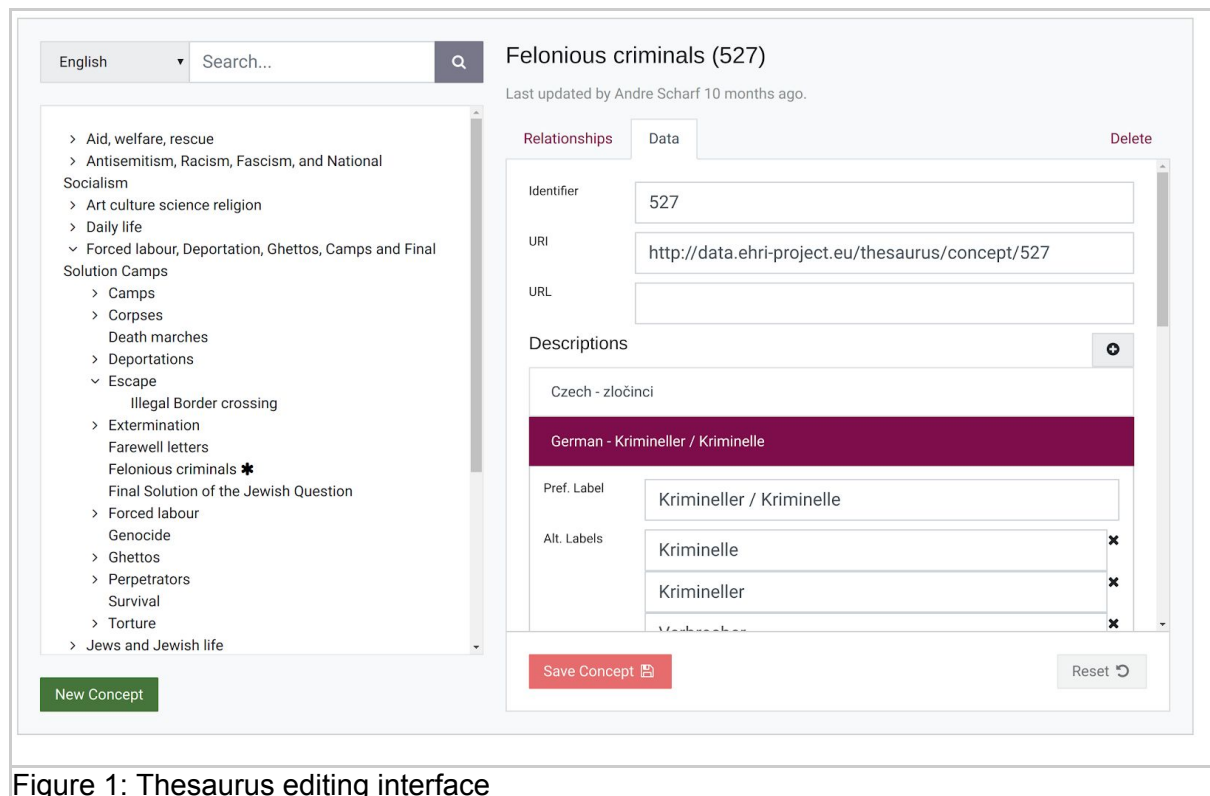 English
Search...
> Aid, welfare, rescue
> Antisemitism, Racism, Fascism, and National
Socialism
> Art culture science religion
> Daily life
Forced labour, Deportation, Ghettos, Camps and Final
Solution Camps
> Camps
> Corpses
Death marches
> Deportations
Escape
Illegal Border crossing
> Extermination
Farewell letters
Felonious criminals ✱
Final Solution of the Jewish Question
> Forced labour
Genocide
> Ghettos
> Perpetrators
Survival
> Torture
> Jews and Jewish life
New Concept
Felonious criminals (527)
Last updated by Andre Scharf 10 months ago.
Relationships Data Delete
Identifier 527
URI http://data.ehri-project.eu/thesaurus/concept/527
URL
Descriptions
Czech - zločinci
German - Krimineller / Kriminelle
Pref. Label Krimineller / Kriminelle
Alt. Labels Kriminelle
Krimineller
Save Concept Reset
Figure 1: Thesaurus editing interface